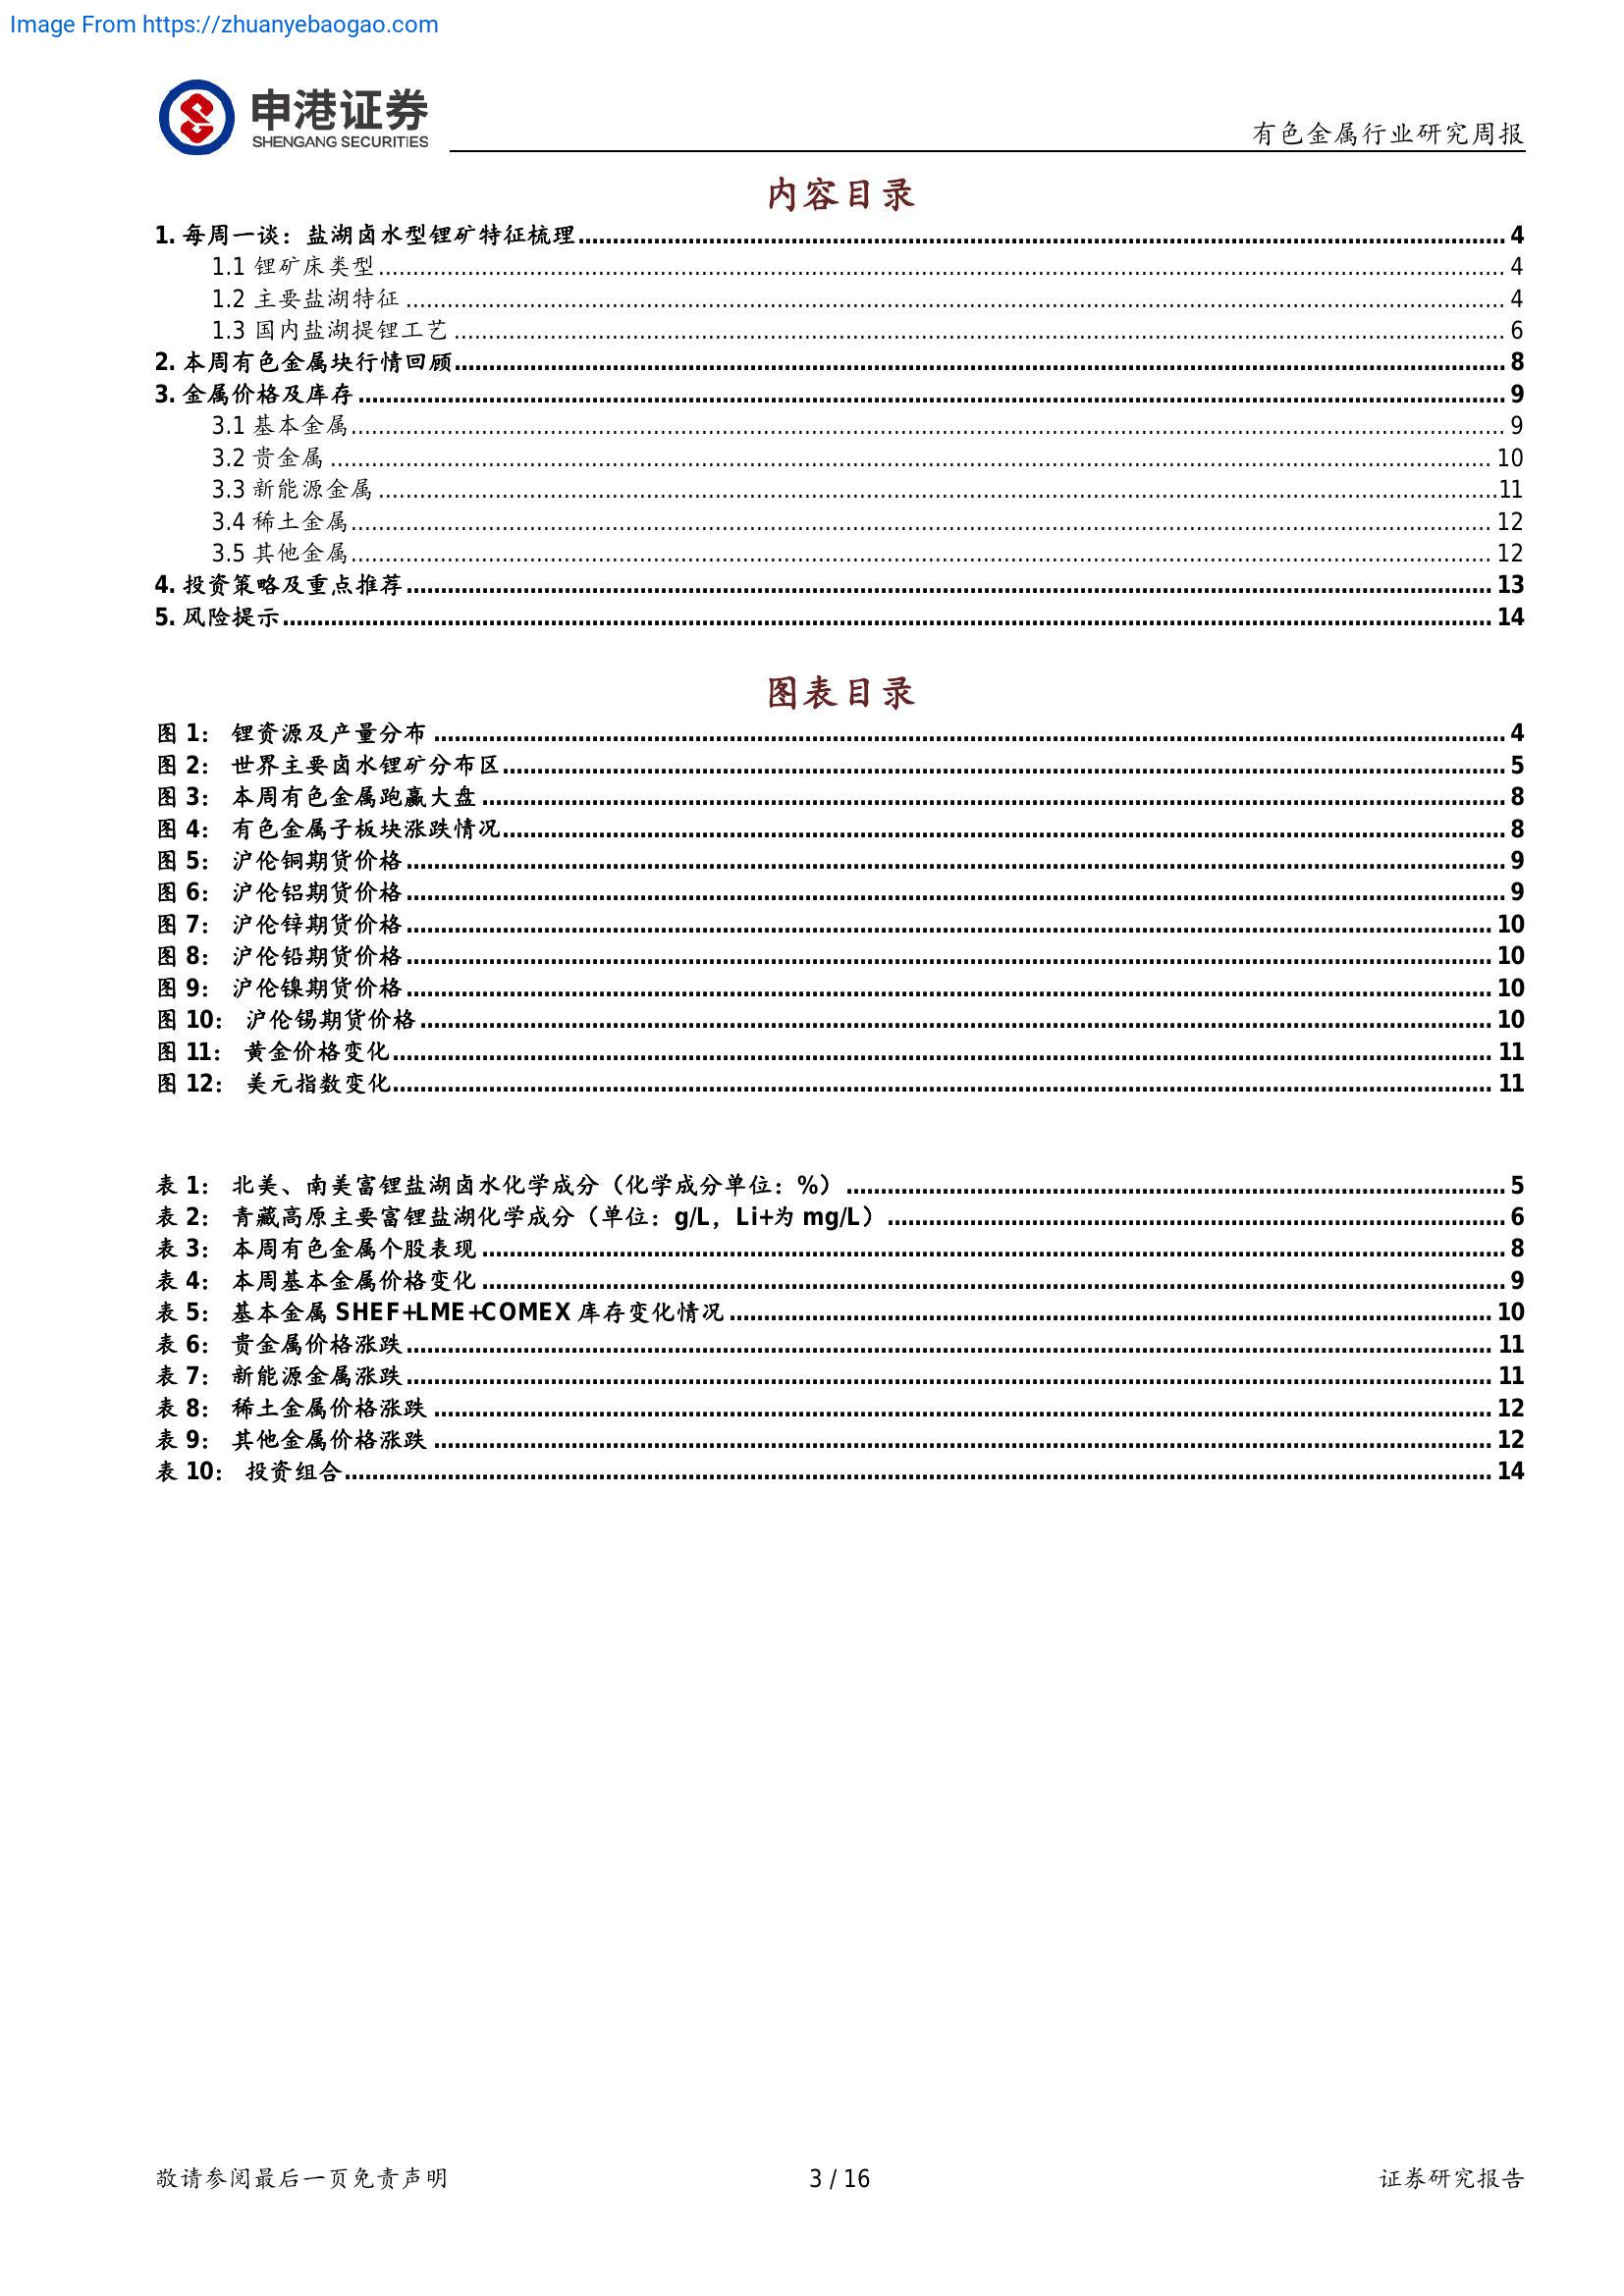 Image From https://zhuanyebaogao.com
申港证券
SHENGANG SECURITIES
有色金属行业研究周报
内容目录
1. 每周一谈：盐湖卤水型锂矿特征梳理 4
1.1 锂矿床类型 4
1.2 主要盐湖特征 4
1.3 国内盐湖提锂工艺 6
2. 本周有色金属块行情回顾 8
3. 金属价格及库存 9
3.1 基本金属 9
3.2 贵金属 10
3.3 新能源金属 11
3.4 稀土金属 12
3.5 其他金属 12
4. 投资策略及重点推荐 13
5. 风险提示 14
图表目录
图 1： 锂资源及产量分布 4
图 2： 世界主要卤水锂矿分布区 5
图 3： 本周有色金属跑赢大盘 8
图 4： 有色金属子板块涨跌情况 8
图 5： 沪伦铜期货价格 9
图 6： 沪伦铝期货价格 9
图 7： 沪伦锌期货价格 10
图 8： 沪伦铅期货价格 10
图 9： 沪伦镍期货价格 10
图 10： 沪伦锡期货价格 10
图 11： 黄金价格变化 11
图 12： 美元指数变化 11
表 1： 北美、南美富锂盐湖卤水化学成分（化学成分单位：%） 5
表 2： 青藏高原主要富锂盐湖化学成分（单位：g/L，Li+为 mg/L） 6
表 3： 本周有色金属个股表现 8
表 4： 本周基本金属价格变化 9
表 5： 基本金属 SHEF+LME+COMEX 库存变化情况 10
表 6： 贵金属价格涨跌 11
表 7： 新能源金属涨跌 11
表 8： 稀土金属价格涨跌 12
表 9： 其他金属价格涨跌 12
表 10： 投资组合 14
敬请参阅最后一页免责声明 3 / 16 证券研究报告